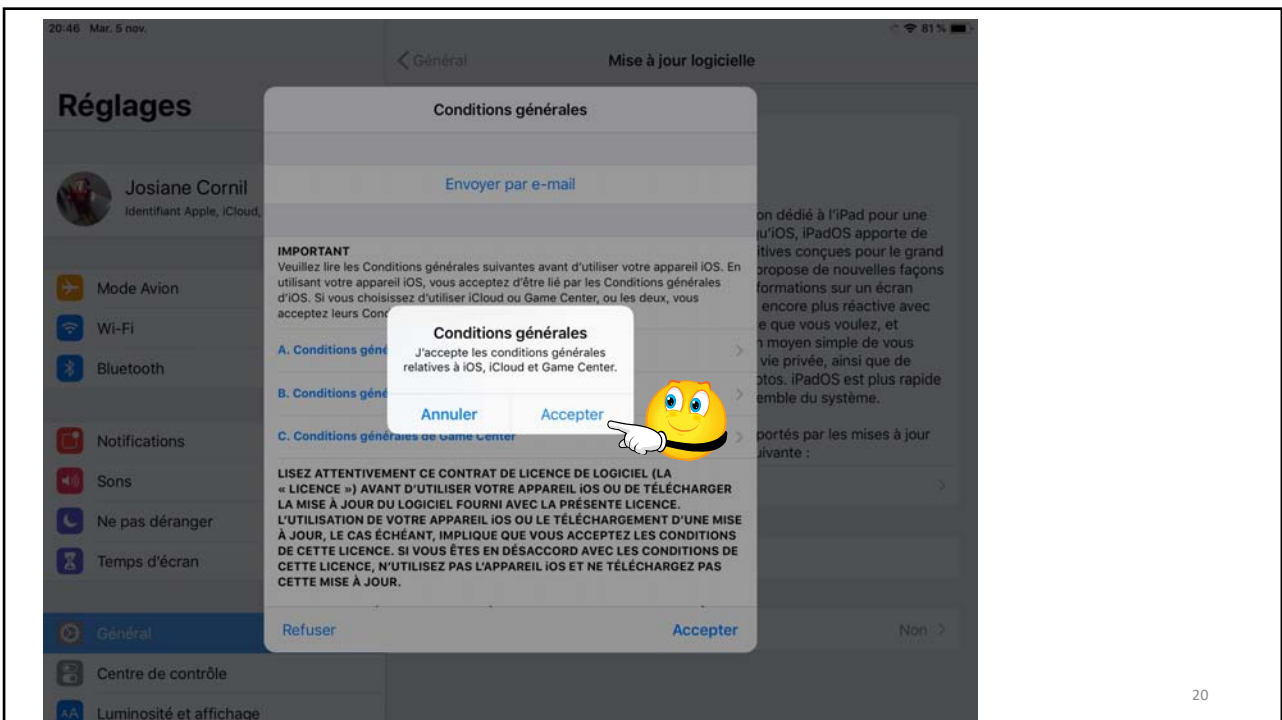 20:46 Mar. 5 nov.
81 %
Général
Mise à jour logicielle
Réglages
Conditions générales
Envoyer par e-mail
Josiane Cornil
Identifiant Apple, iCloud,
on dédié à l'iPad pour une
u'iOS, iPadOS apporte de
itives conçues pour le grand
propose de nouvelles façons
formations sur un écran
encore plus réactive avec
e que vous voulez, et
n moyen simple de vous
vie privée, ainsi que de
otos. iPadOS est plus rapide
emble du système.
portés par les mises à jour
uivante :
IMPORTANT
Veuillez lire les Conditions générales suivantes avant d'utiliser votre appareil iOS. En
utilisant votre appareil iOS, vous acceptez d'être lié par les Conditions générales
d'iOS. Si vous choisissez d'utiliser iCloud ou Game Center, ou les deux, vous
acceptez leurs Cond
Conditions générales
J'accepte les conditions générales
relatives à iOS, iCloud et Game Center.
Annuler
Accepter
A. Conditions géné
B. Conditions géné
C. Conditions générales de Game Center
LISEZ ATTENTIVEMENT CE CONTRAT DE LICENCE DE LOGICIEL (LA
« LICENCE ») AVANT D'UTILISER VOTRE APPAREIL iOS OU DE TÉLÉCHARGER
LA MISE À JOUR DU LOGICIEL FOURNI AVEC LA PRÉSENTE LICENCE.
L'UTILISATION DE VOTRE APPAREIL iOS OU LE TÉLÉCHARGEMENT D'UNE MISE
À JOUR, LE CAS ÉCHÉANT, IMPLIQUE QUE VOUS ACCEPTEZ LES CONDITIONS
DE CETTE LICENCE. SI VOUS ÊTES EN DÉSACCORD AVEC LES CONDITIONS DE
CETTE LICENCE, N'UTILISEZ PAS L'APPAREIL iOS ET NE TÉLÉCHARGEZ PAS
CETTE MISE À JOUR.
Refuser
Accepter
Non
Mode Avion
Wi-Fi
Bluetooth
Notifications
Sons
Ne pas déranger
Temps d'écran
Général
Centre de contrôle
Luminosité et affichage
20